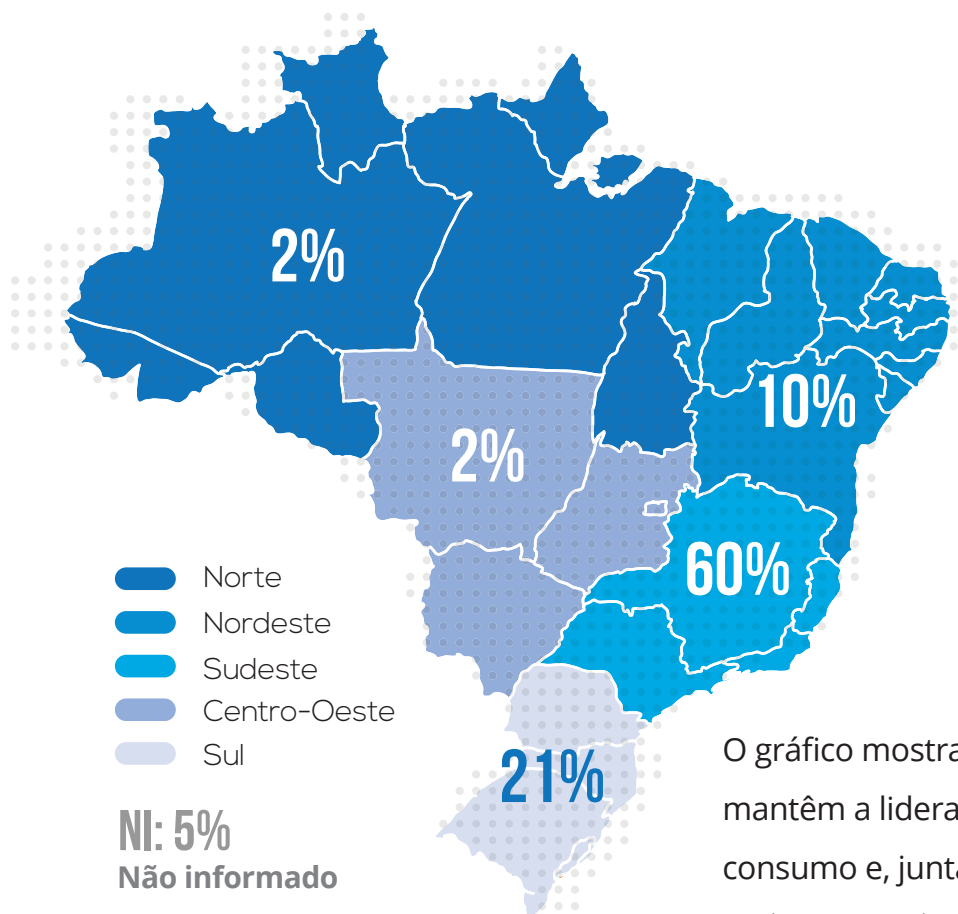 2%
10%
2%
60%
Norte
Nordeste
Sudeste
Centro-Oeste
Sul
21%
NI: 5%
Não informado
O gráfico mostra
mantêm a lidera
consumo e, junta